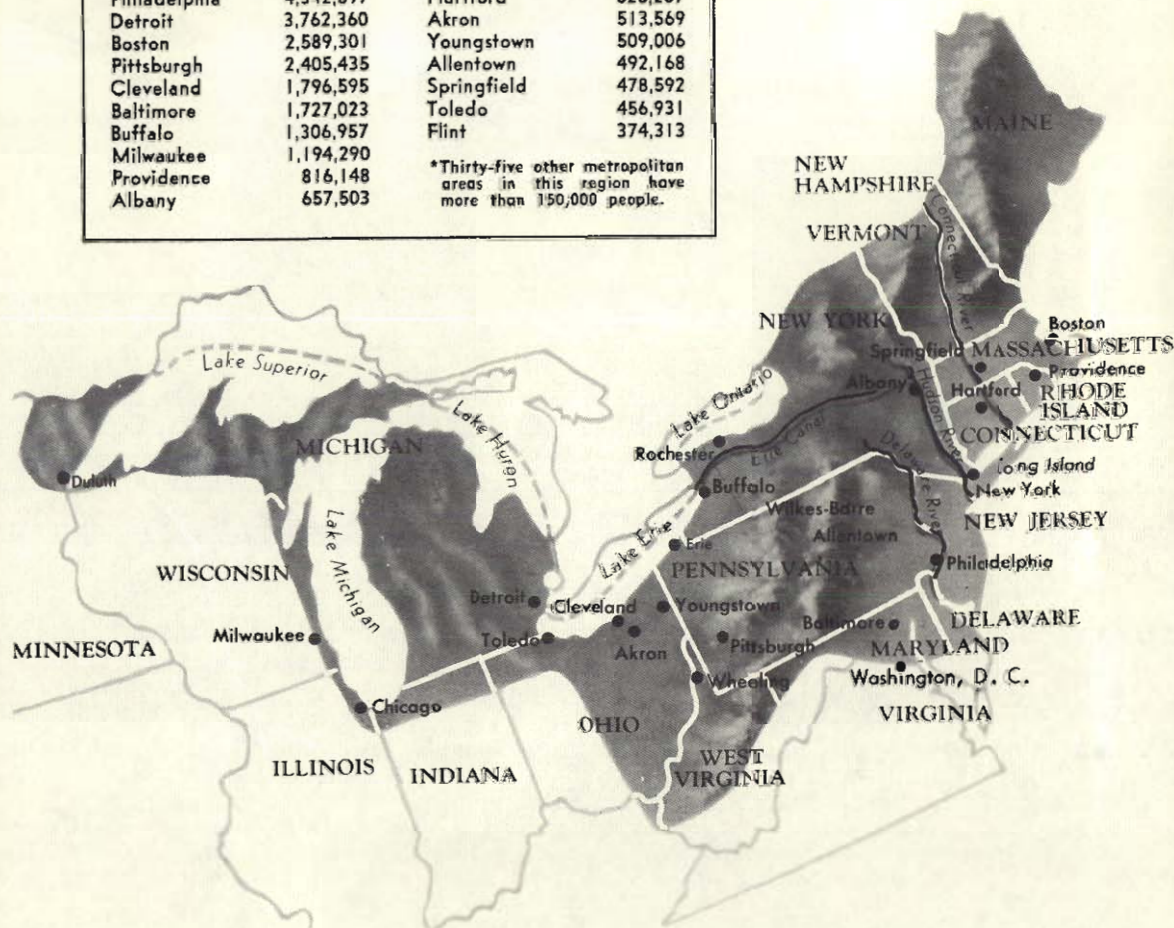 Detroit 3,762,360
Boston 2,589,301
Pittsburgh 2,405,435
Cleveland 1,796,595
Baltimore 1,727,023
Buffalo 1,306,957
Milwaukee 1,194,290
Providence 816,148
Albany 657,503
Akron 513,569
Youngstown 509,006
Allentown 492,168
Springfield 478,592
Toledo 456,931
Flint 374,313
*Thirty-five other metropolitan
areas in this region have
more than 150,000 people.
MAINE
NEW
HAMPSHIRE
VERMONT
Connecticut River
NEW YORK
Boston
Springfield
MASSACHUSETTS
Providence
Albany
Hudson River
Hartford
RHODE
ISLAND
CONNECTICUT
Lake Superior
Lake Ontario
MICHIGAN
Lake Huron
Rochester
Erie Canal
Delaware River
ong Island
New York
Duluth
Buffalo
Wilkes-Barre
NEW JERSEY
Lake Michigan
Lake Erie
Erie
Allentown
PENNSYLVANIA
Philadelphia
WISCONSIN
Detroit
Cleveland
Youngstown
Baltimore
DELAWARE
Milwaukee
Toledo
Akron
Pittsburgh
MARYLAND
MINNESOTA
Wheeling
Washington, D. C.
Chicago
OHIO
VIRGINIA
ILLINOIS
INDIANA
WEST
VIRGINIA